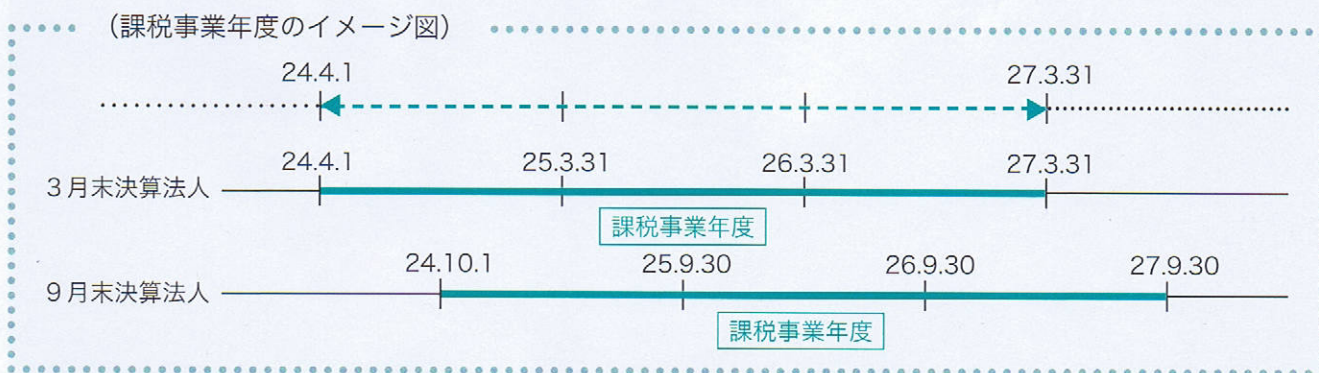 （課税事業年度のイメージ図）
24.4.1 27.3.31
24.4.1 25.3.31 26.3.31 27.3.31
３月末決算法人
課税事業年度
24.10.1 25.9.30 26.9.30 27.9.30
９月末決算法人
課税事業年度